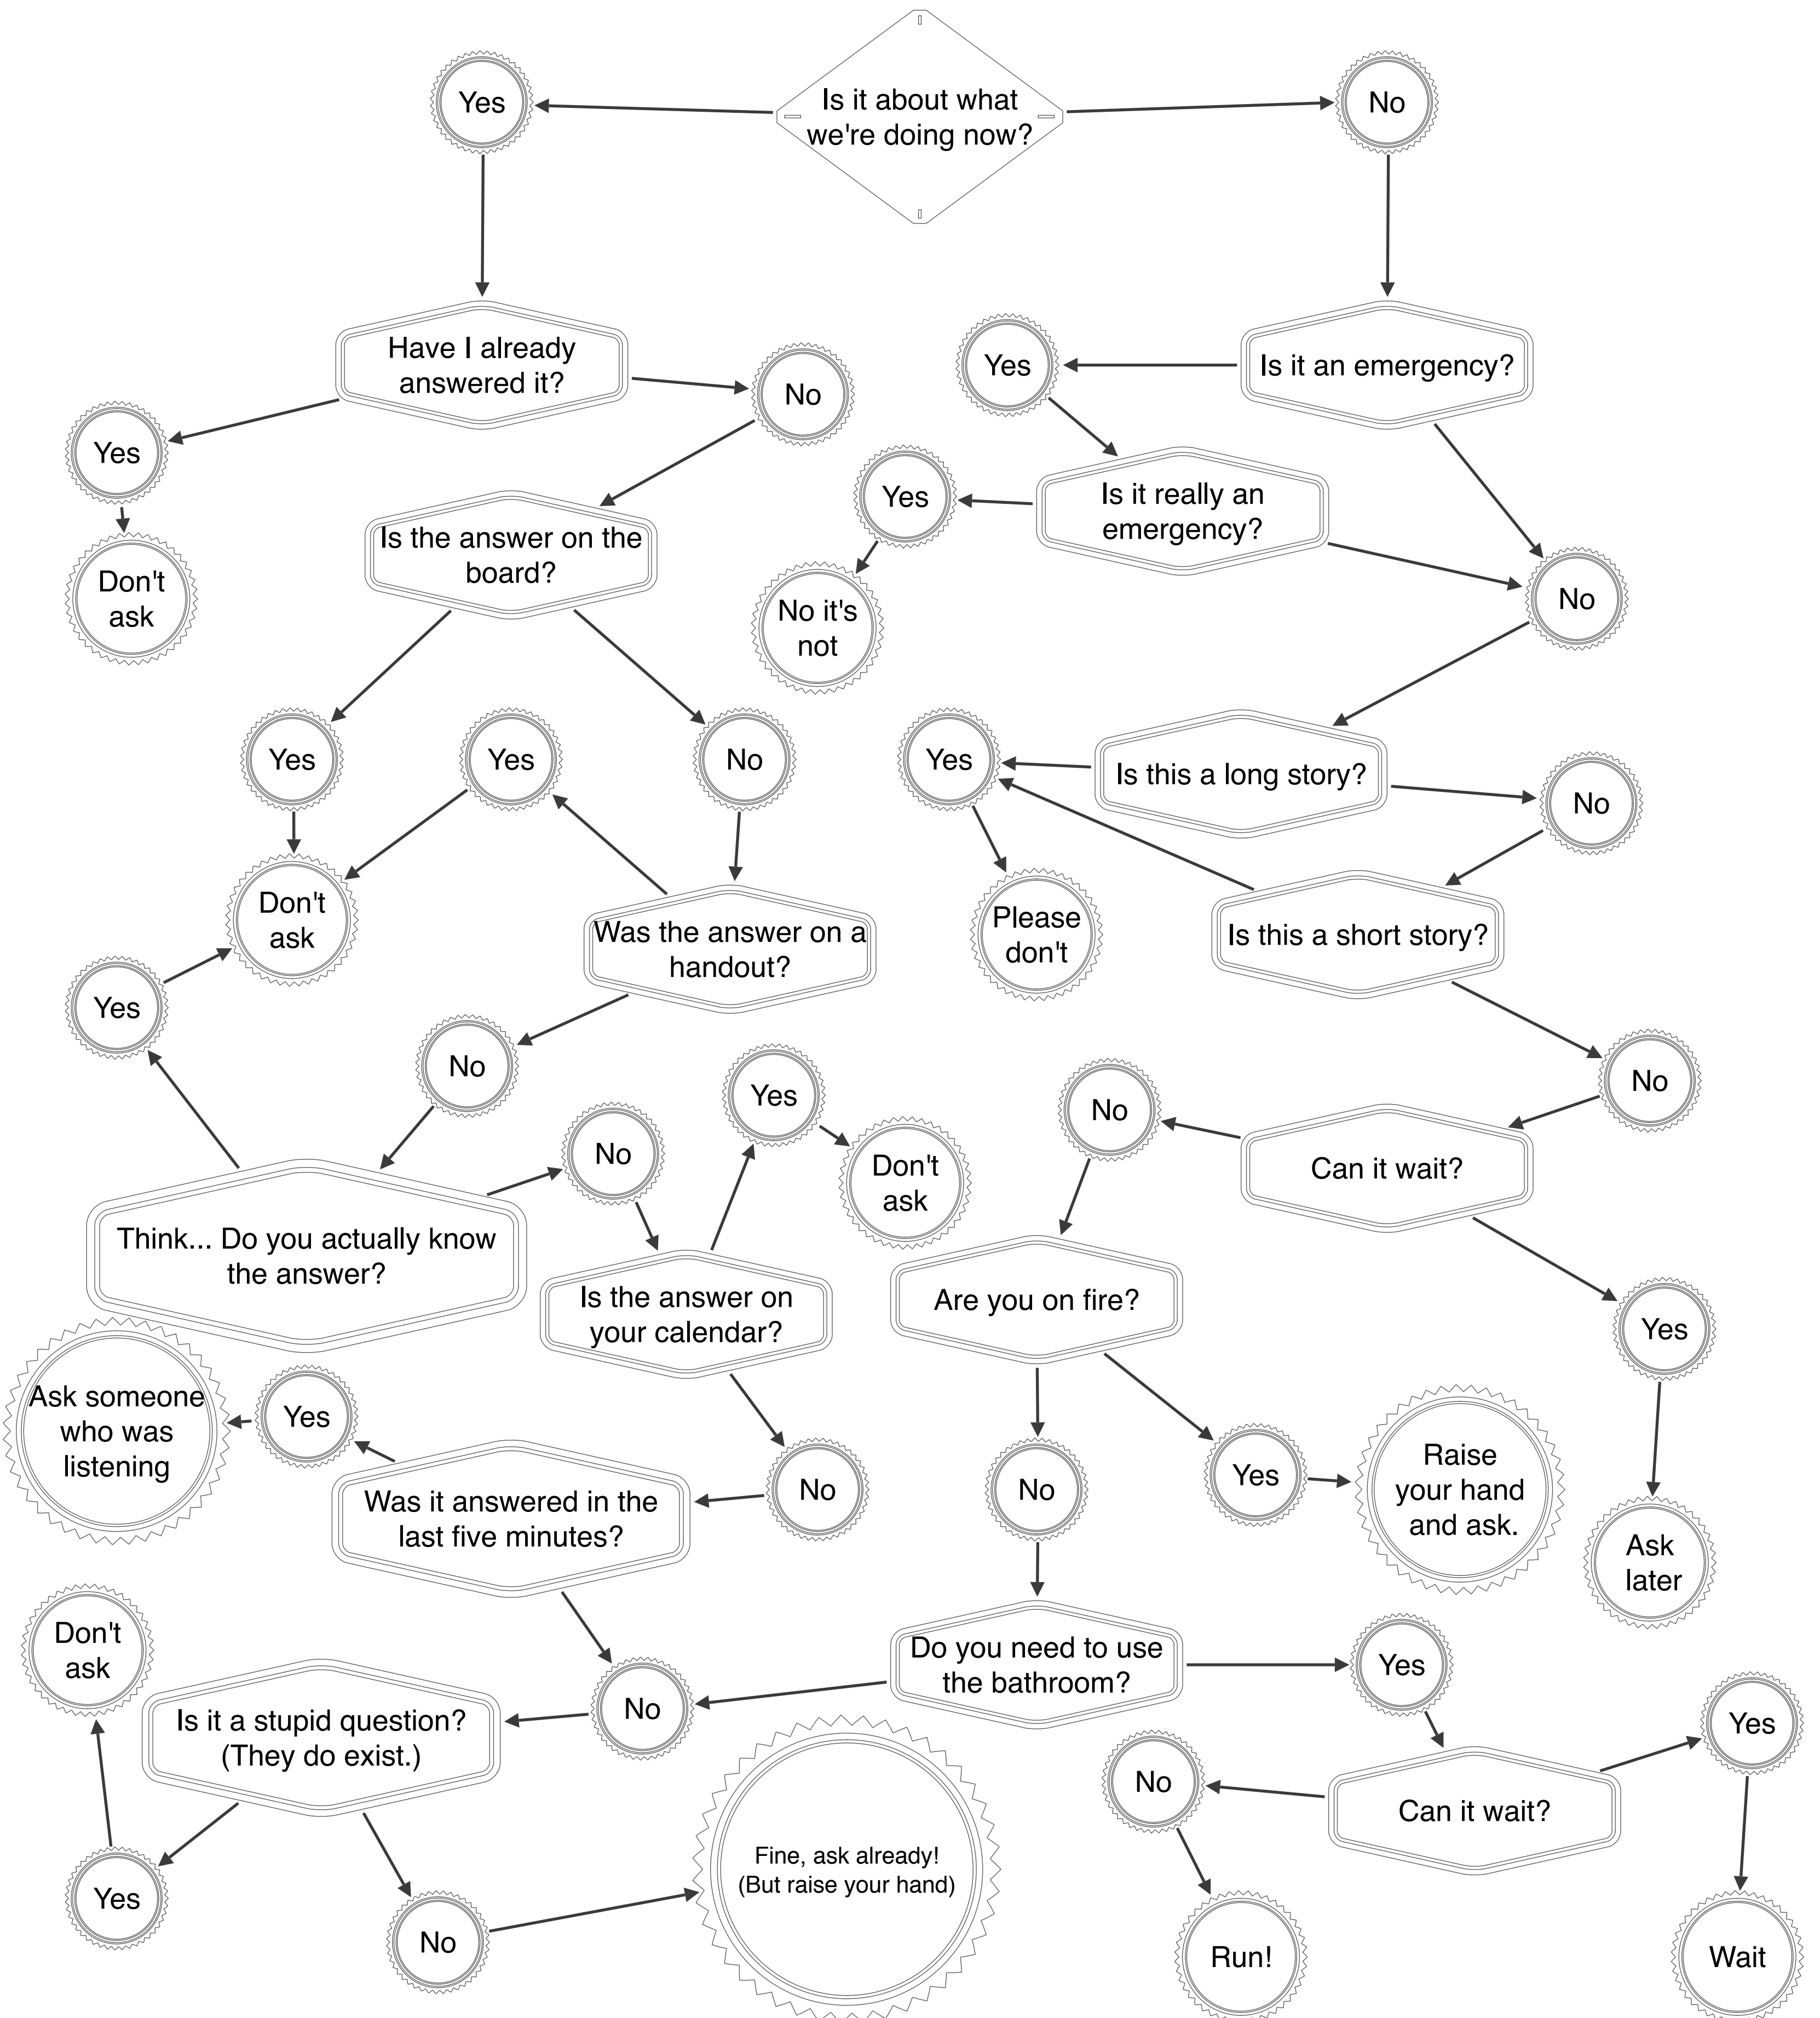 Is it about what
we're doing now?
Yes
No
Have I already
answered it?
Is it an emergency?
Yes
No
Yes
Is it really an
emergency?
Yes
Is the answer on the
board?
Don't
ask
No it's
not
No
Yes
Yes
No
Yes
Is this a long story?
No
Don't
ask
Was the answer on a
handout?
Please
don't
Is this a short story?
Yes
No
Yes
No
No
No
Don't
ask
Can it wait?
Think... Do you actually know
the answer?
Is the answer on
your calendar?
Are you on fire?
Yes
Ask someone
who was
listening
Yes
Was it answered in the
last five minutes?
No
No
Yes
Raise
your hand
and ask.
Ask
later
Don't
ask
Is it a stupid question?
(They do exist.)
No
Do you need to use
the bathroom?
Yes
Yes
No
Can it wait?
Yes
No
Fine, ask already!
(But raise your hand)
Run!
Wait